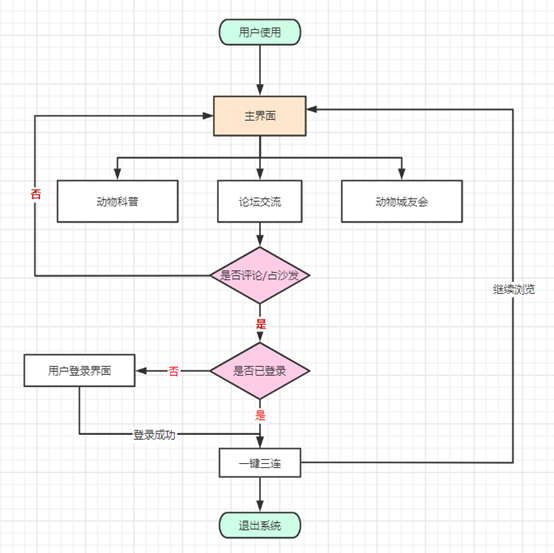 用户使用
主界面
动物科普
论坛交流
动物城友会
否
是否评论/占沙发
继续浏览
是
用户登录界面
否
是否已登录
是
登录成功
一键三连
退出系统